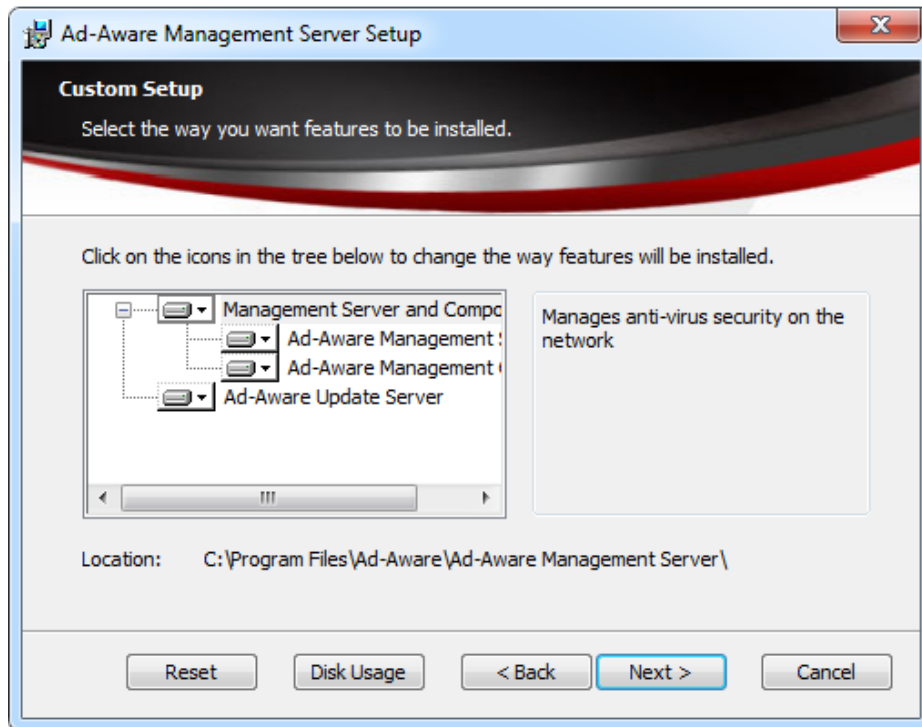 Ad-Aware Management Server Setup
Custom Setup
Select the way you want features to be installed.
Click on the icons in the tree below to change the way features will be installed.
Management Server and Compo
Ad-Aware Management
Ad-Aware Management
Ad-Aware Update Server
Manages anti-virus security on the
network
Location: C:\Program Files\Ad-Aware\Ad-Aware Management Server\
Reset Disk Usage < Back Next > Cancel